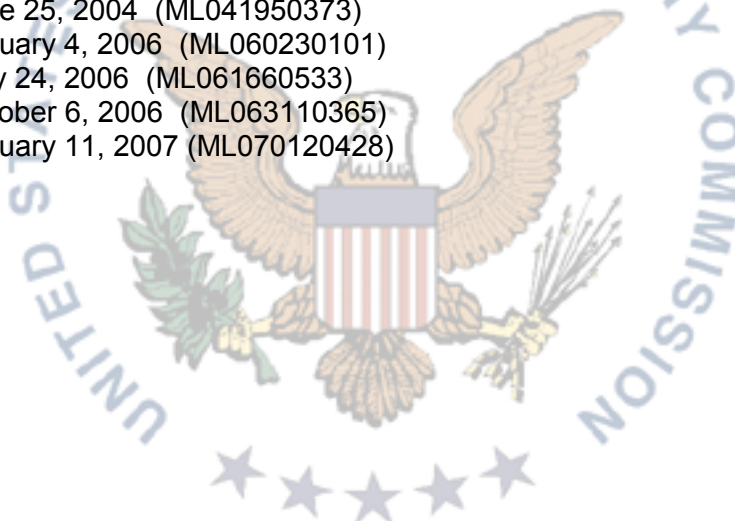 e 25, 2004 (ML041950373)
uary 4, 2006 (ML060230101)
y 24, 2006 (ML061660533)
ober 6, 2006 (ML063110365)
uary 11, 2007 (ML070120428)
UNITED STATES
Y COMMISSION